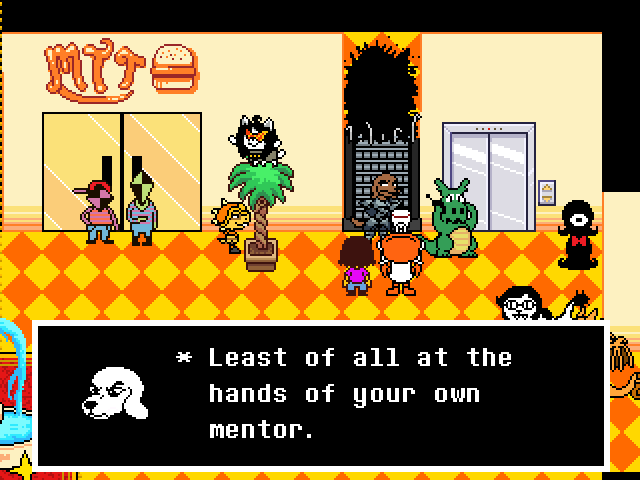 MTT
* Least of all at the
hands of your own
mentor.